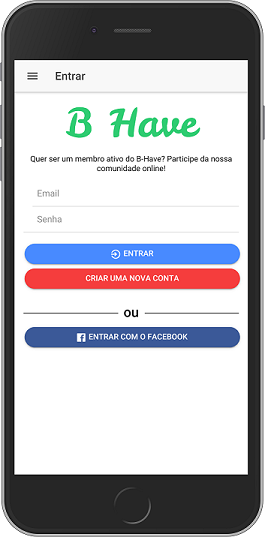 Entrar
B Have
Quer ser um membro ativo do B-Have? Participe da nossa
comunidade online!
Email
Senha
ENTRAR
CRIAR UMA NOVA CONTA
ou
ENTRAR COM O FACEBOOK